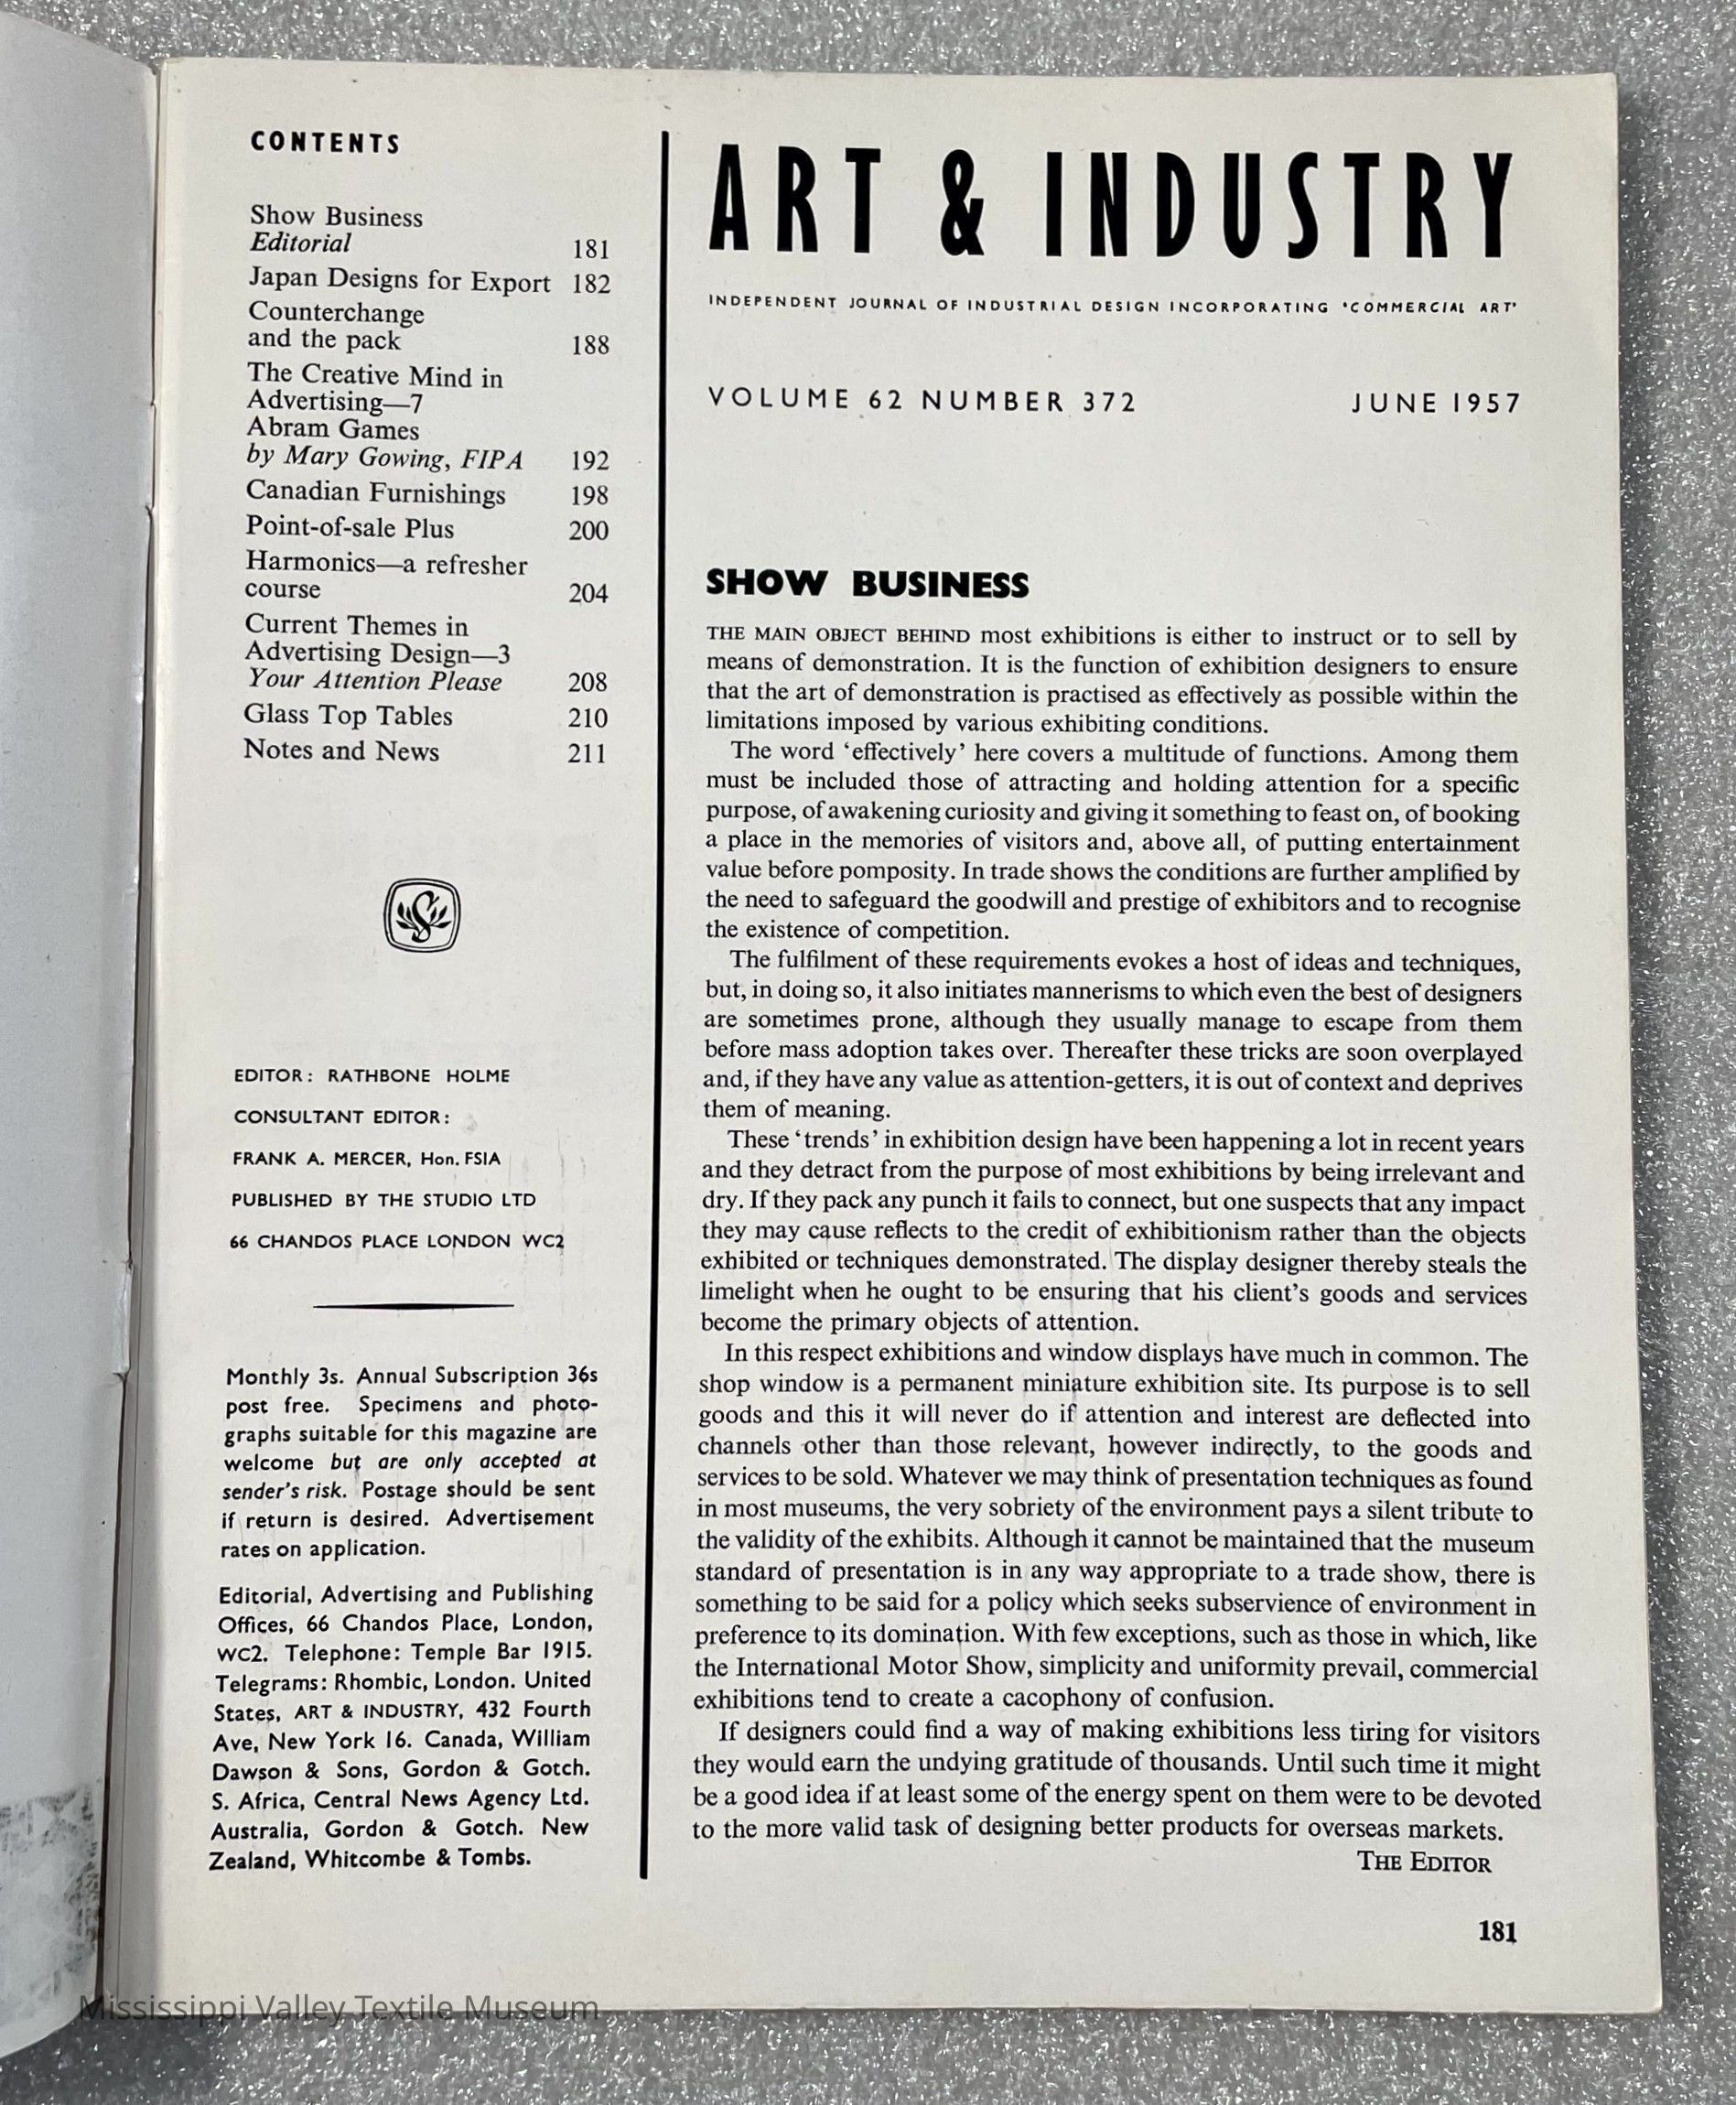 CONTENTS
Show Business
Editorial 181
Japan Designs for Export 182
Counterchange
and the pack 188
The Creative Mind in
Advertising—7
Abram Games
by Mary Gowing, FIPA 192
Canadian Furnishings 198
Point-of-sale Plus 200
Harmonics—a refresher
course 204
Current Themes in
Advertising Design—3
Your Attention Please 208
Glass Top Tables 210
Notes and News 211
EDITOR: RATHBONE HOLME
CONSULTANT EDITOR:
FRANK A. MERCER, Hon. FSIA
PUBLISHED BY THE STUDIO LTD
66 CHANDOS PLACE LONDON WC2
Monthly 3s. Annual Subscription 36s
post free. Specimens and photo-
graphs suitable for this magazine are
welcome but are only accepted at
sender's risk. Postage should be sent
if return is desired. Advertisement
rates on application.
Editorial, Advertising and Publishing
Offices, 66 Chandos Place, London,
WC2. Telephone: Temple Bar 1915.
Telegrams: Rhombic, London. United
States, ART & INDUSTRY, 432 Fourth
Ave, New York 16. Canada, William
Dawson & Sons, Gordon & Gotch.
S. Africa, Central News Agency Ltd.
Australia, Gordon & Gotch. New
Zealand, Whitcombe & Tombs.
ART & INDUSTRY
INDEPENDENT JOURNAL OF INDUSTRIAL DESIGN INCORPORATING 'COMMERCIAL ART'
VOLUME 62 NUMBER 372 JUNE 1957
SHOW BUSINESS
THE MAIN OBJECT BEHIND most exhibitions is either to instruct or to sell by
means of demonstration. It is the function of exhibition designers to ensure
that the art of demonstration is practised as effectively as possible within the
limitations imposed by various exhibiting conditions.
The word 'effectively' here covers a multitude of functions. Among them
must be included those of attracting and holding attention for a specific
purpose, of awakening curiosity and giving it something to feast on, of booking
a place in the memories of visitors and, above all, of putting entertainment
value before pomposity. In trade shows the conditions are further amplified by
the need to safeguard the goodwill and prestige of exhibitors and to recognise
the existence of competition.
The fulfilment of these requirements evokes a host of ideas and techniques,
but, in doing so, it also initiates mannerisms to which even the best of designers
are sometimes prone, although they usually manage to escape from them
before mass adoption takes over. Thereafter these tricks are soon overplayed
and, if they have any value as attention-getters, it is out of context and deprives
them of meaning.
These 'trends' in exhibition design have been happening a lot in recent years
and they detract from the purpose of most exhibitions by being irrelevant and
dry. If they pack any punch it fails to connect, but one suspects that any impact
they may cause reflects to the credit of exhibitionism rather than the objects
exhibited or techniques demonstrated. The display designer thereby steals the
limelight when he ought to be ensuring that his client's goods and services
become the primary objects of attention.
In this respect exhibitions and window displays have much in common. The
shop window is a permanent miniature exhibition site. Its purpose is to sell
goods and this it will never do if attention and interest are deflected into
channels other than those relevant, however indirectly, to the goods and
services to be sold. Whatever we may think of presentation techniques as found
in most museums, the very sobriety of the environment pays a silent tribute to
the validity of the exhibits. Although it cannot be maintained that the museum
standard of presentation is in any way appropriate to a trade show, there is
something to be said for a policy which seeks subservience of environment in
preference to its domination. With few exceptions, such as those in which, like
the International Motor Show, simplicity and uniformity prevail, commercial
exhibitions tend to create a cacophony of confusion.
If designers could find a way of making exhibitions less tiring for visitors
they would earn the undying gratitude of thousands. Until such time it might
be a good idea if at least some of the energy spent on them were to be devoted
to the more valid task of designing better products for overseas markets.
THE EDITOR
181
Mississippi Valley Textile Museum